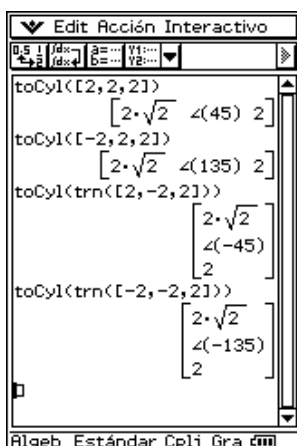 Edit Acción Interactivo
toCyl([2,2,2])
[2·√2 ∠(45) 2]
toCyl([-2,2,2])
[2·√2 ∠(135) 2]
toCyl(trn([2,-2,2]))
2·√2
∠(-45)
2
toCyl(trn([-2,-2,2]))
2·√2
∠(-135)
2
Algeb Estándar Cplj Gra